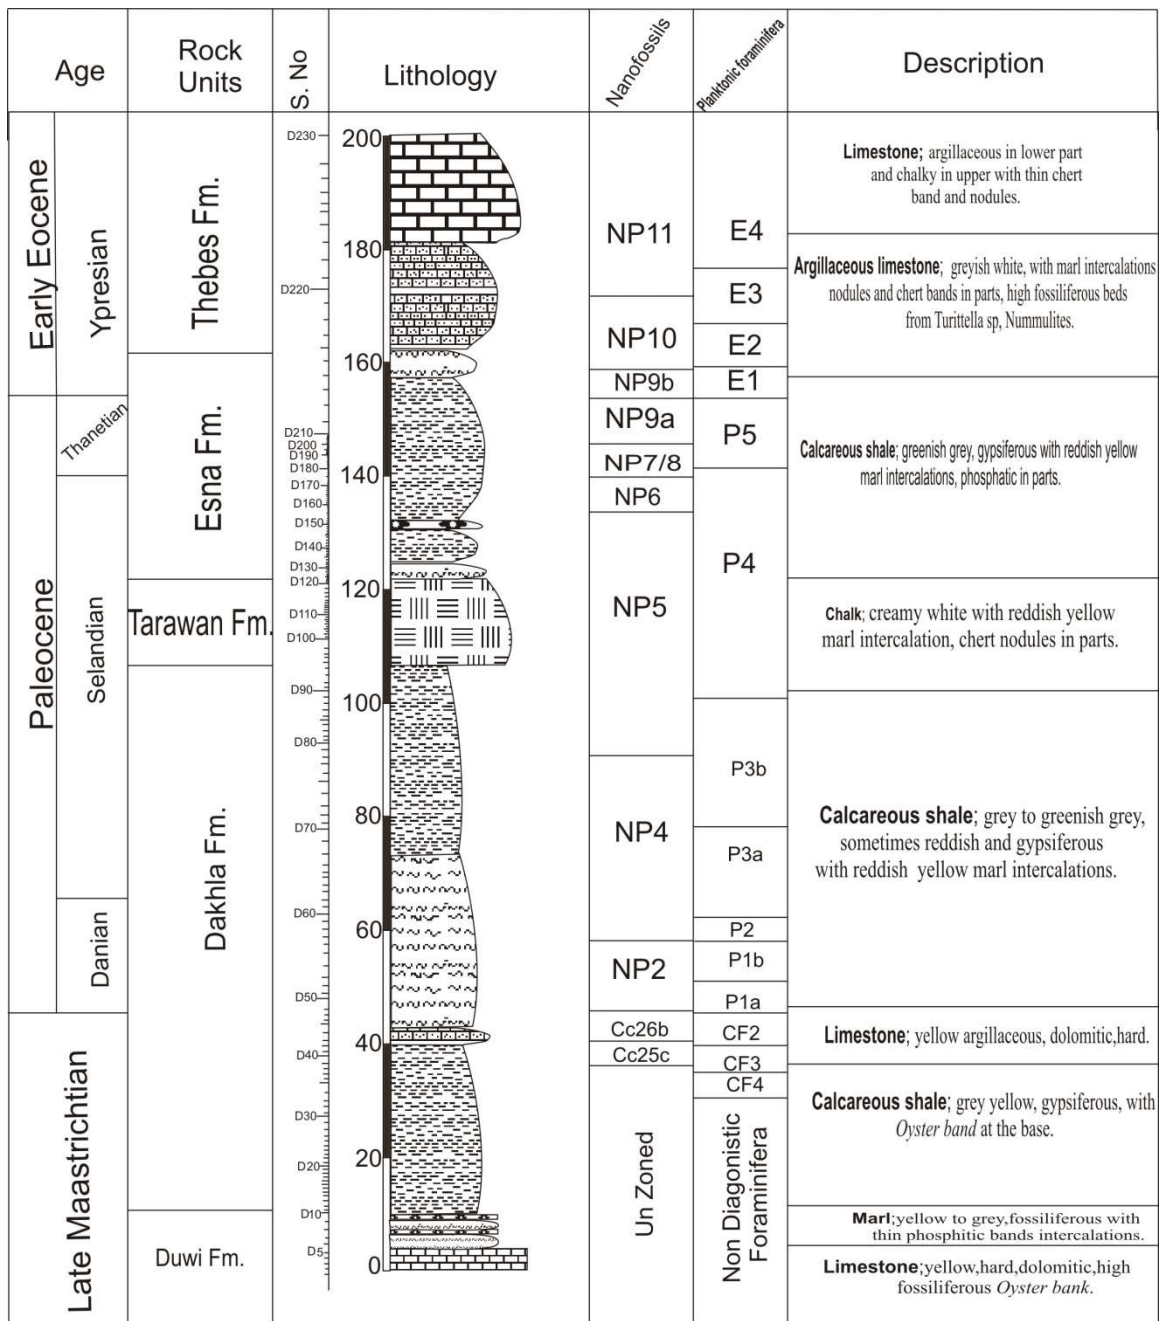 Age
Rock
Units
S. No
Lithology
Nanofossils
Planktonic foraminifera
Description
Early Eocene
Ypresian
Paleocene
Thanetian
Selandian
Danian
Late Maastrichtian
Thebes Fm.
Esna Fm.
Tarawan Fm.
Dakhla Fm.
Duwi Fm.
D230
D220
D210
D200
D190
D180
D170
D160
D150
D140
D130
D120
D110
D100
D90
D80
D70
D60
D50
D40
D30
D20
D10
D5
200
180
160
140
120
100
80
60
40
20
0
NP11
NP10
NP9b
NP9a
NP7/8
NP6
NP5
NP4
NP2
Cc26b
Cc25c
Un Zoned
E4
E3
E2
E1
P5
P4
P3b
P3a
P2
P1b
P1a
CF2
CF3
CF4
Non Diagonistic
Foraminifera
Limestone; argillaceous in lower part
and chalky in upper with thin chert
band and nodules.
Argillaceous limestone; greyish white, with marl intercalations
nodules and chert bands in parts, high fossiliferous beds
from Turittella sp, Nummulites.
Calcareous shale; greenish grey, gypsiferous with reddish yellow
marl intercalations, phosphatic in parts.
Chalk; creamy white with reddish yellow
marl intercalation, chert nodules in parts.
Calcareous shale; grey to greenish grey,
sometimes reddish and gypsiferous
with reddish yellow marl intercalations.
Limestone; yellow argillaceous, dolomitic,hard.
Calcareous shale; grey yellow, gypsiferous, with
Oyster band at the base.
Marl;yellow to grey,fossiliferous with
thin phosphitic bands intercalations.
Limestone;yellow,hard,dolomitic,high
fossiliferous Oyster bank.